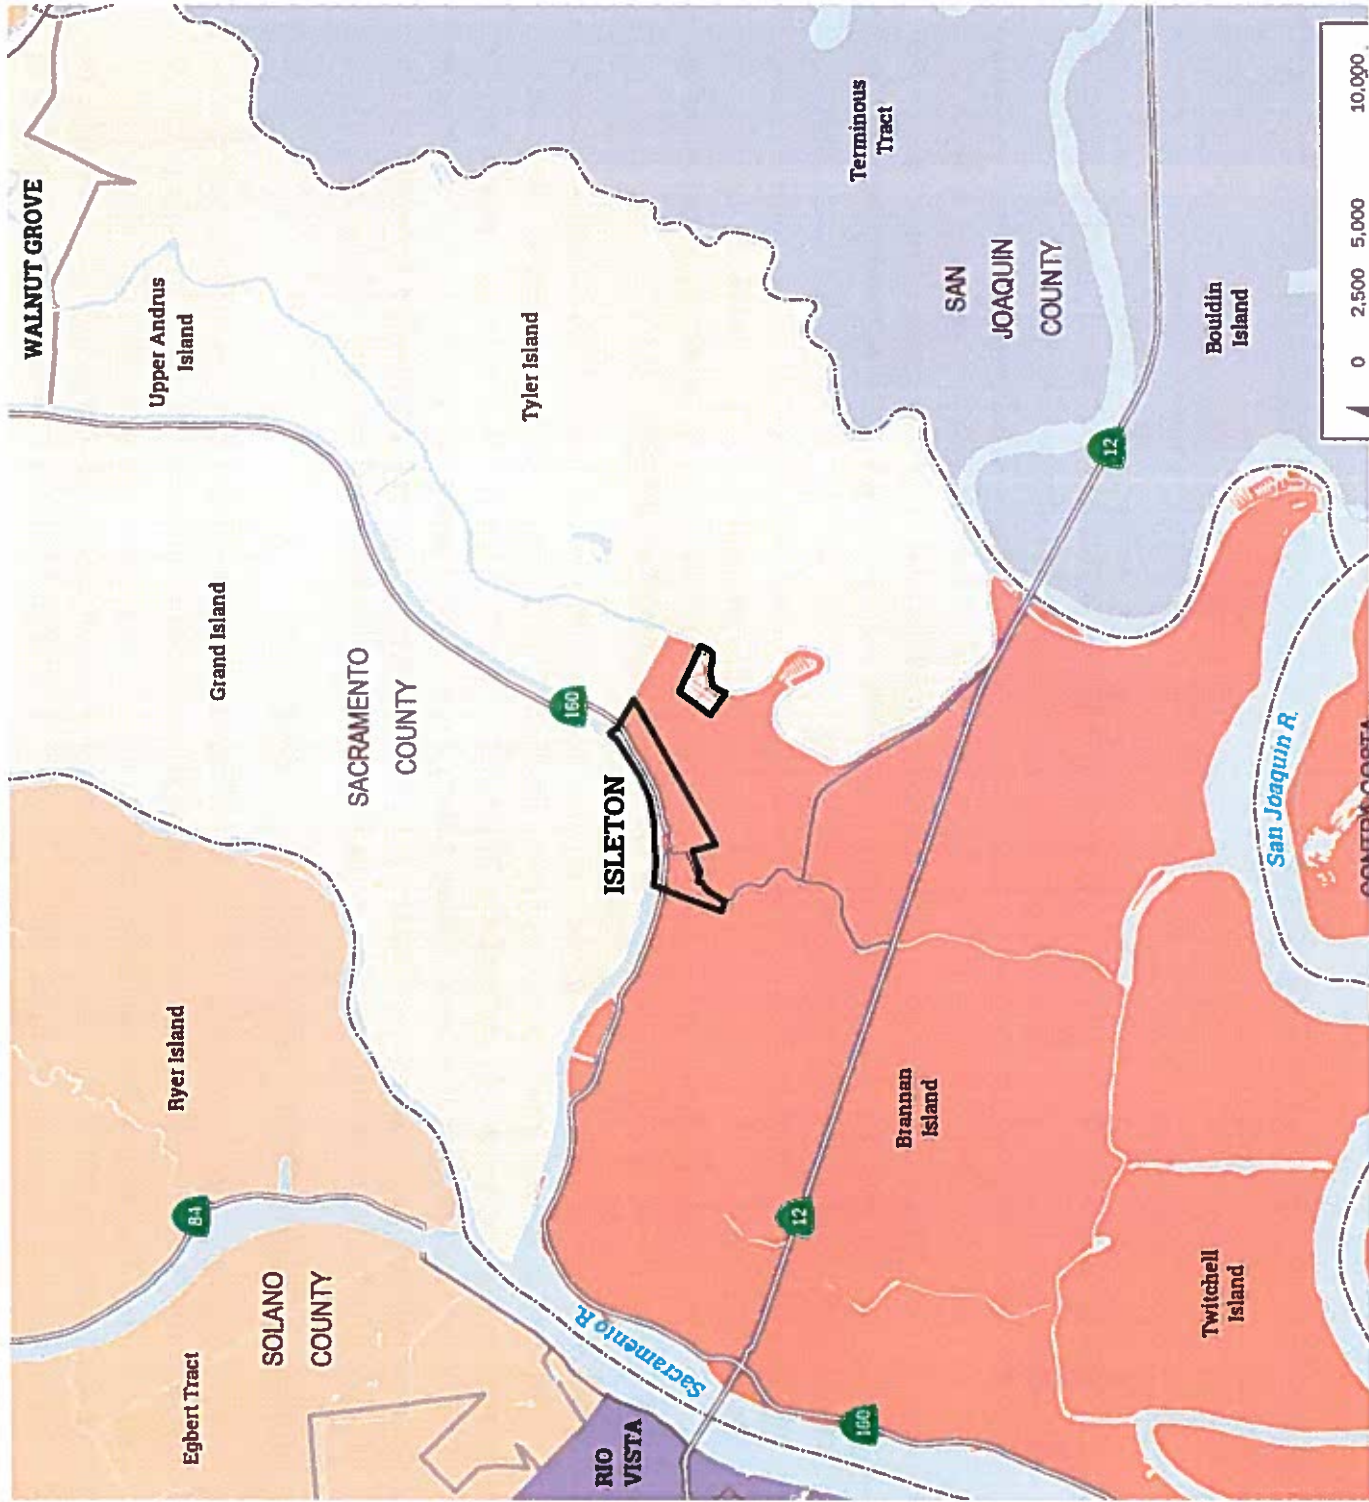 WALNUT GROVE
Upper Andrus
Island
Tyler Island
Terminous
Tract
SAN
JOAQUIN
COUNTY
Bouldin
Island
0 2,500 5,000 10,000
12
Grand Island
SACRAMENTO
COUNTY
160
ISLETON
San Joaquin R.
Ryer Island
Brannan
Island
84
12
SOLANO
COUNTY
Egbert Tract
Sacramento R.
Twitchell
Island
RIO
VISTA
160